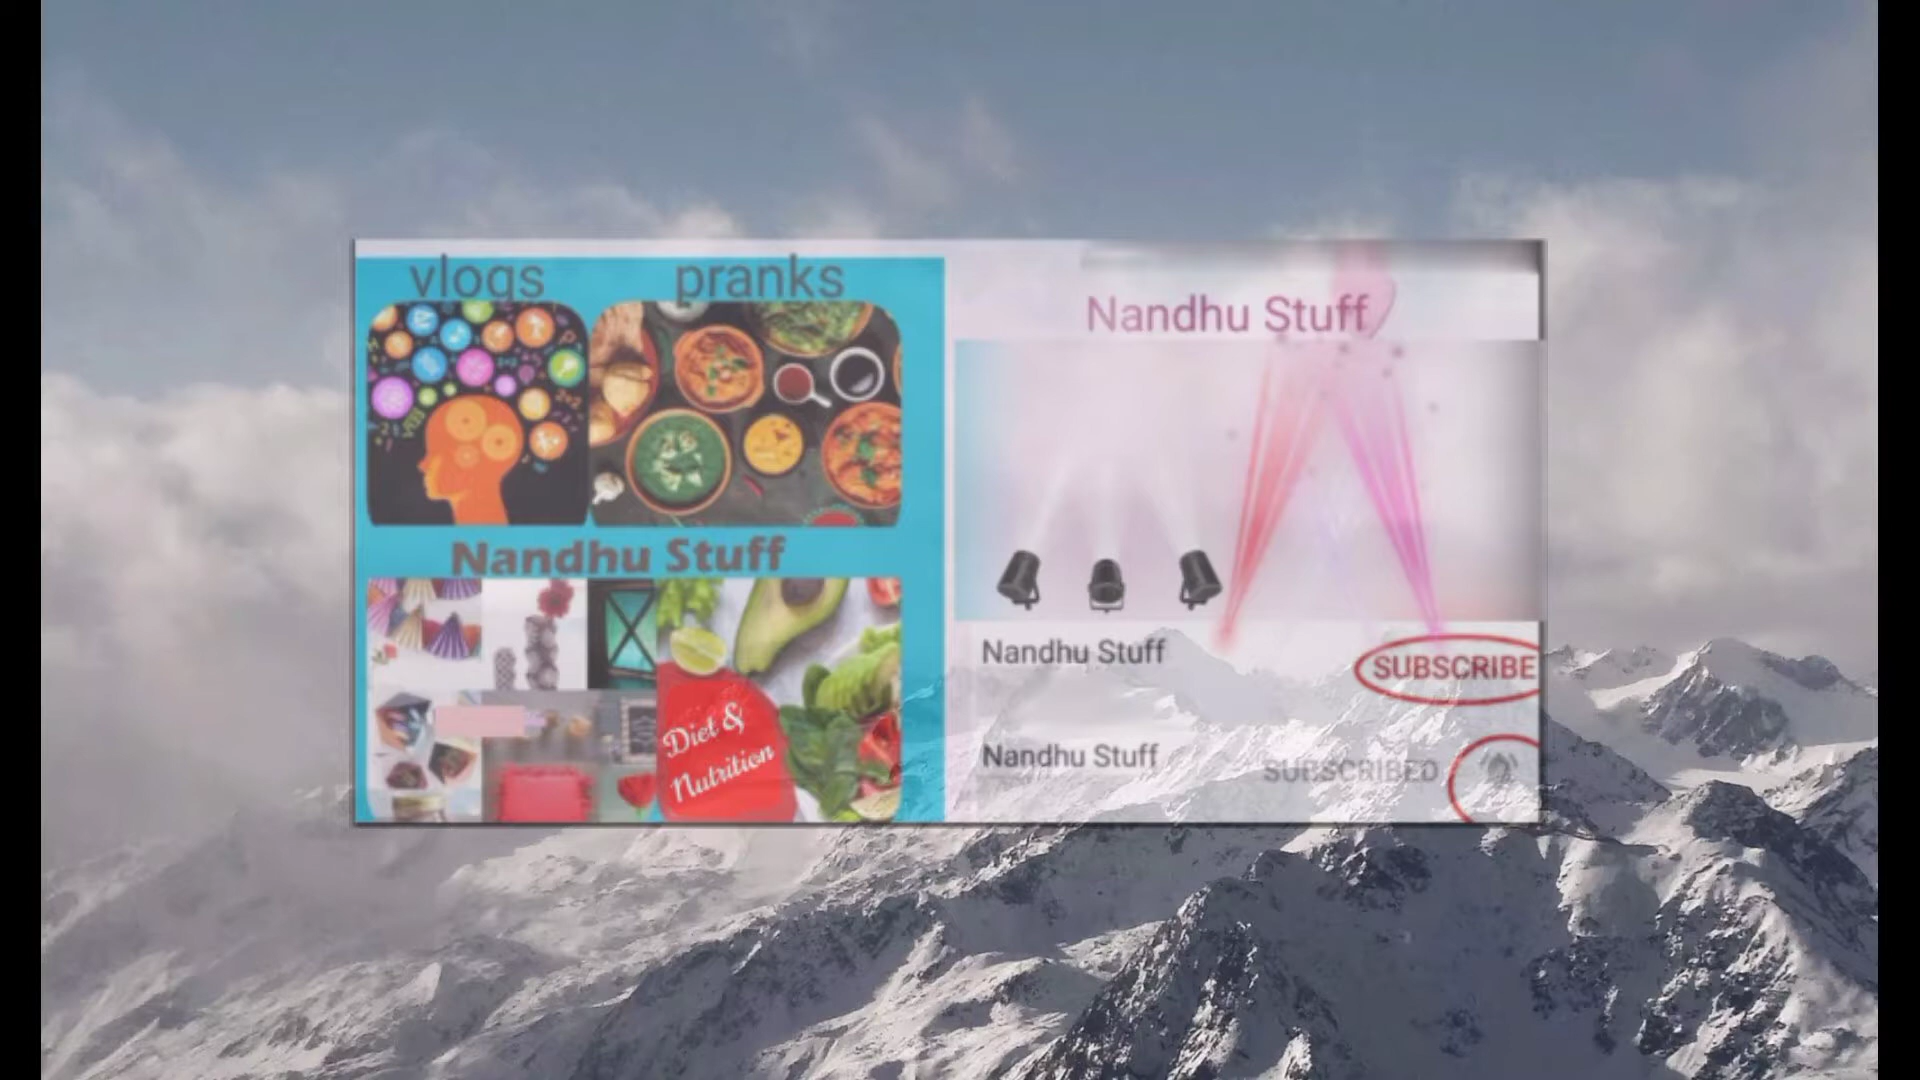 vlogs pranks
Nandhu Stuff
Diet &
Nutrition
Nandhu Stuff
Nandhu Stuff
SUBSCRIBE
Nandhu Stuff
SUBSCRIBED